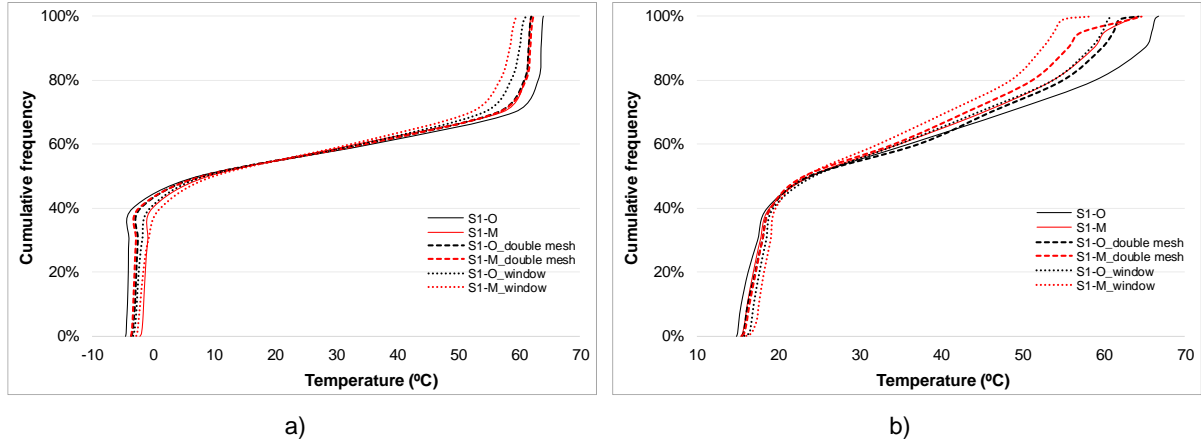 100%
80%
60%
40%
20%
0%
Cumulative frequency
-10 0 10 20 30 40 50 60 70
Temperature (ºC)
S1-O
S1-M
S1-O_double mesh
S1-M_double mesh
S1-O_window
S1-M_window
a)
100%
80%
60%
40%
20%
0%
Cumulative frequency
10 20 30 40 50 60 70
Temperature (ºC)
S1-O
S1-M
S1-O_double mesh
S1-M_double mesh
S1-O_window
S1-M_window
b)